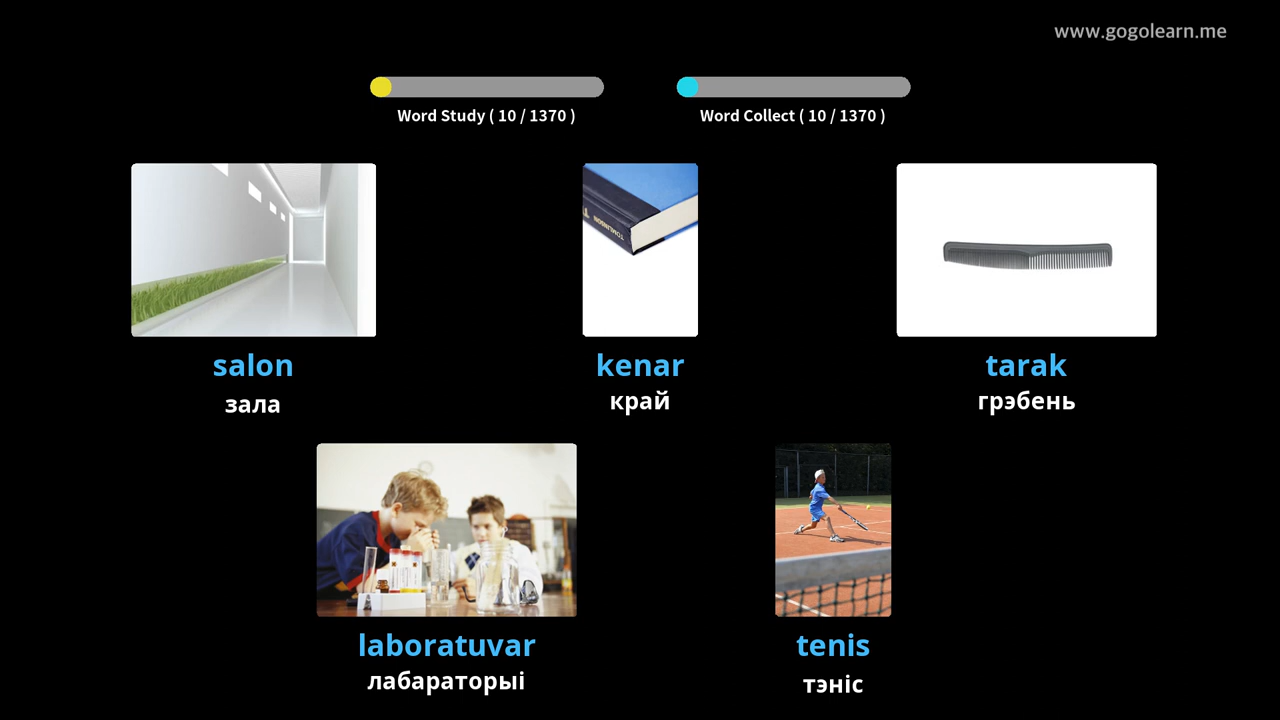 www.gogolearn.me
Word Study ( 10 / 1370 )
Word Collect ( 10 / 1370 )
TOMLINSON
salon
зала
kenar
край
tarak
грэбень
laboratuvar
лабараторыі
tenis
тэніс